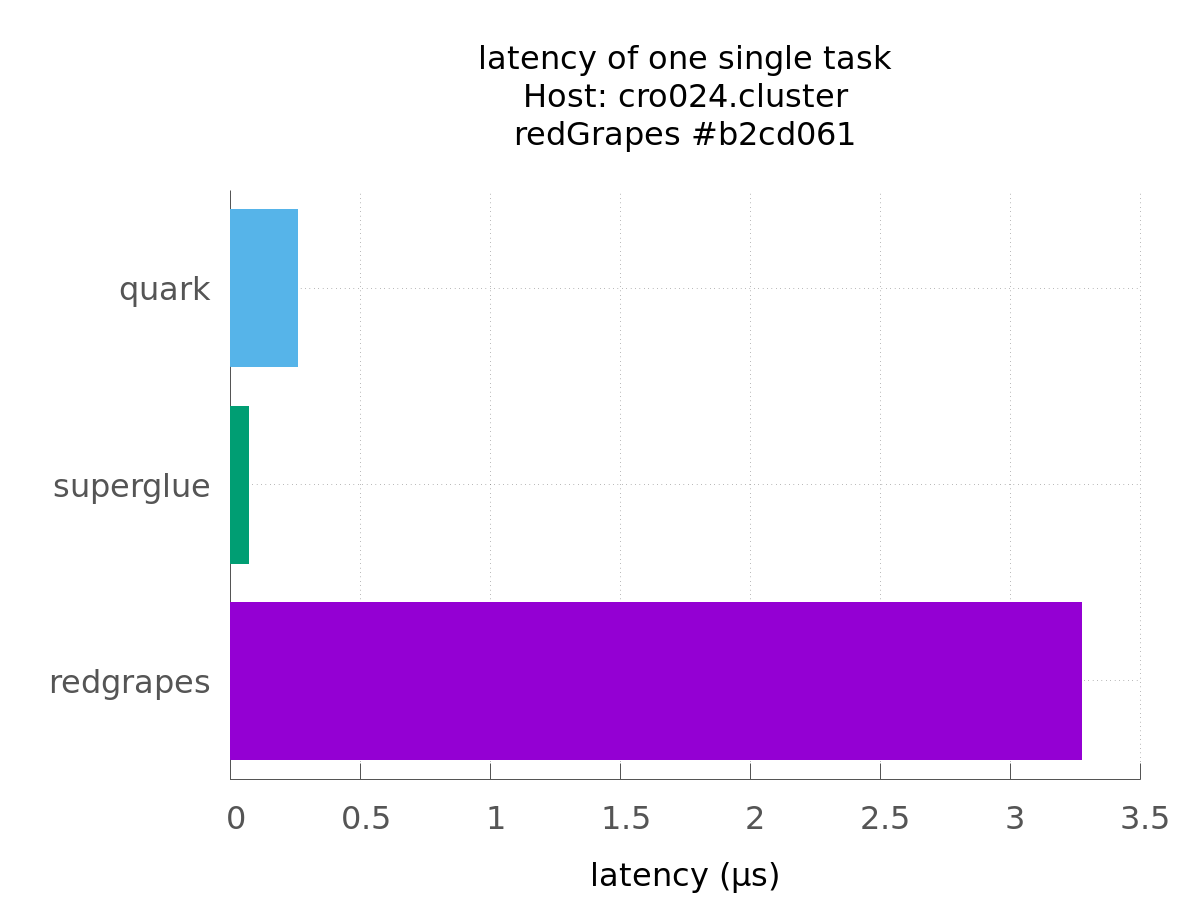 latency of one single task
Host: cro024.cluster
redGrapes #b2cd061
quark
superglue
redgrapes
0 0.5 1 1.5 2 2.5 3 3.5
latency (µs)